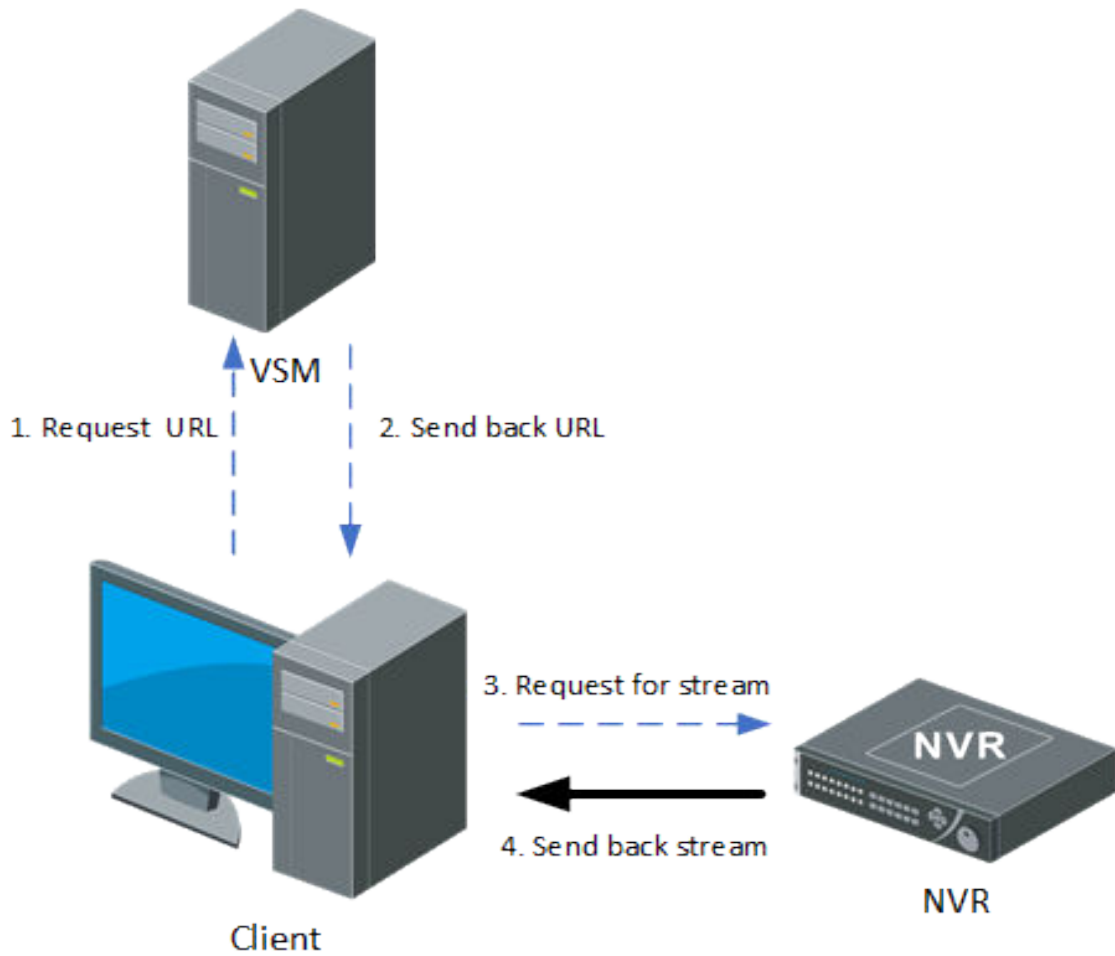 VSM
1. Request URL
2. Send back URL
3. Request for stream
NVR
4. Send back stream
NVR
Client